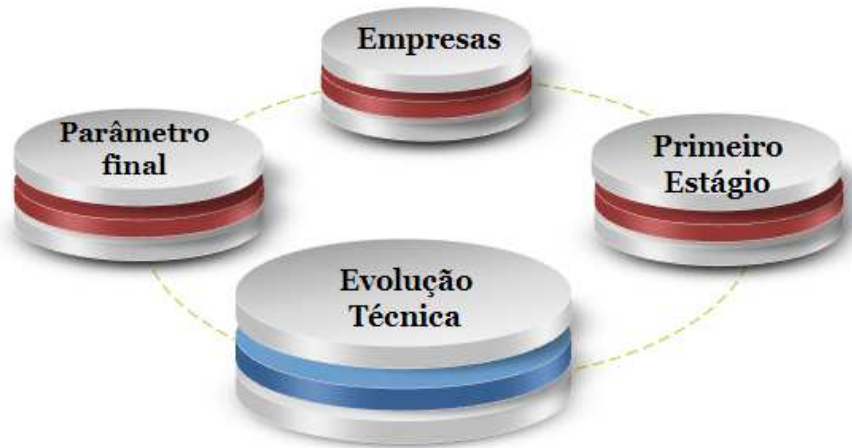 Empresas
Parâmetro
final
Primeiro
Estágio
Evolução
Técnica